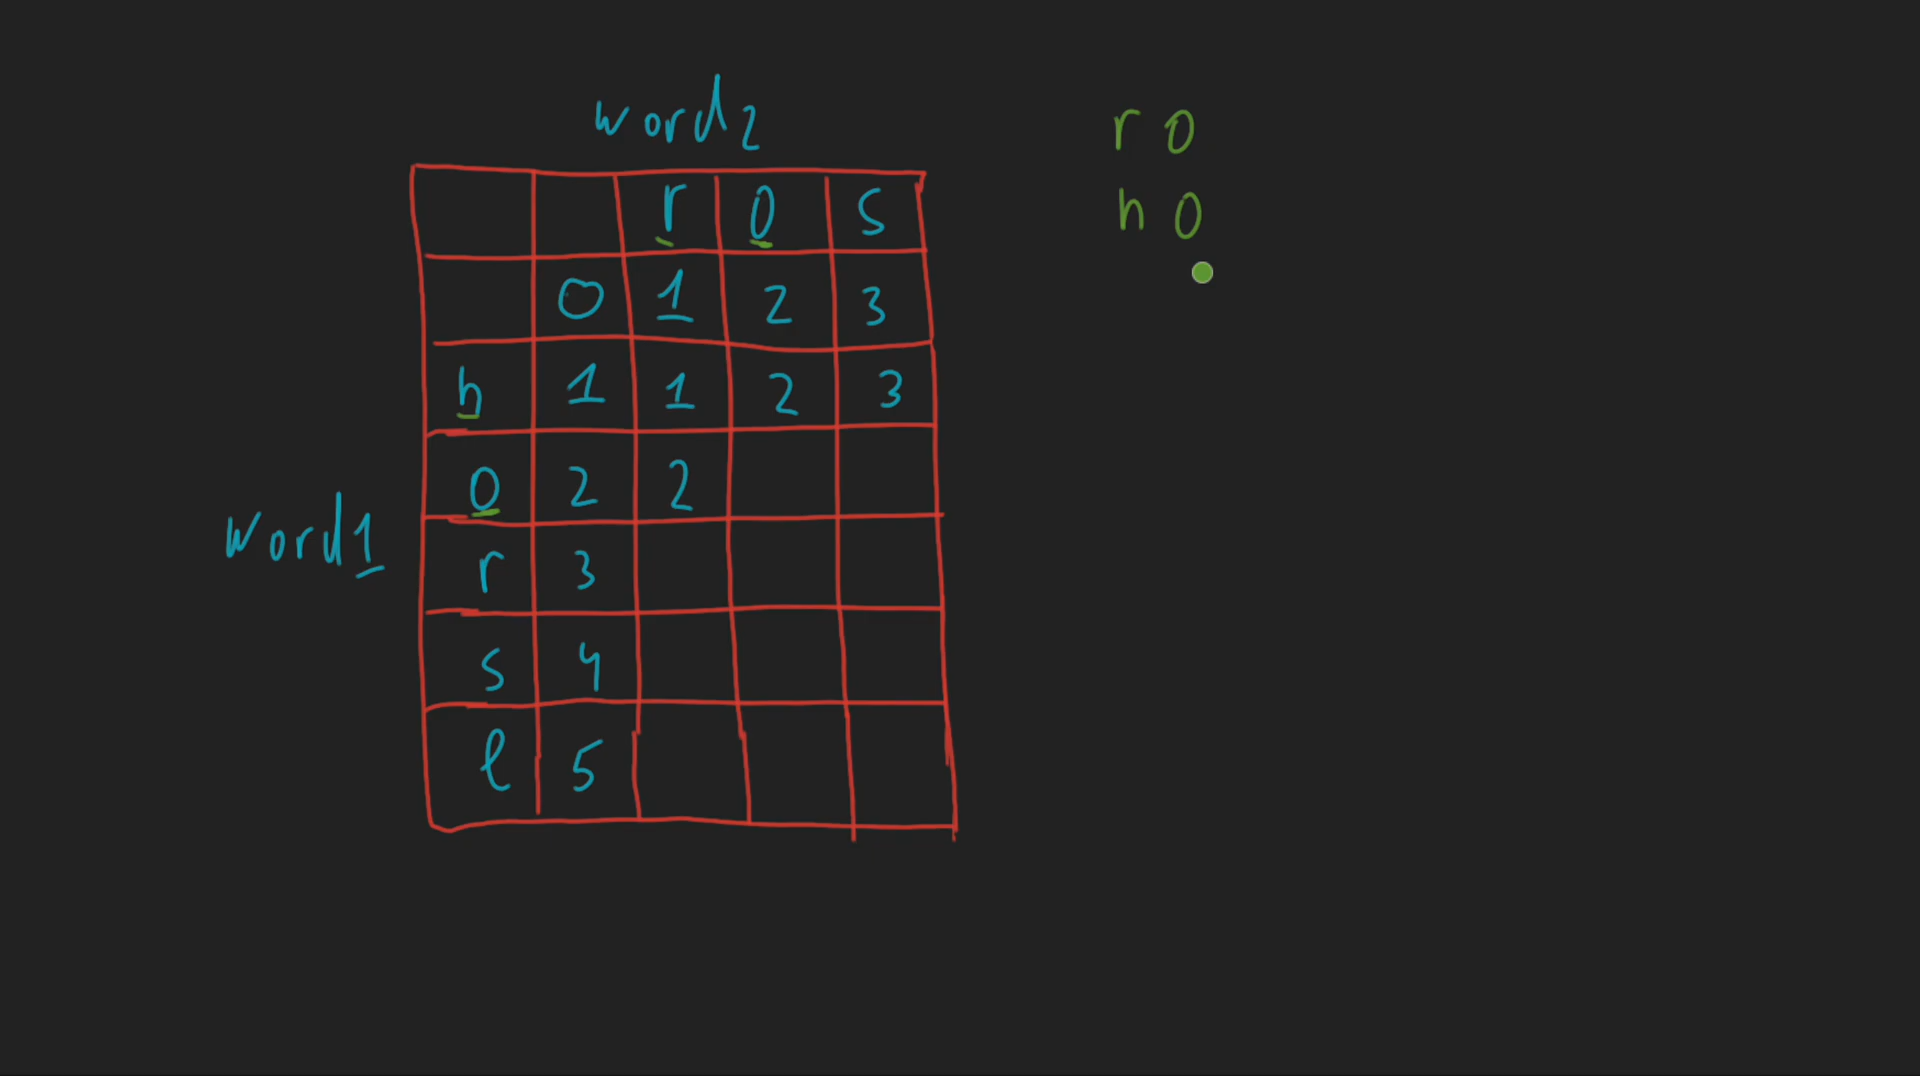 word2
r o
h o
r o s
0 1 2 3
h 1 1 2 3
o 2 2
word1
r 3
s 4
l 5